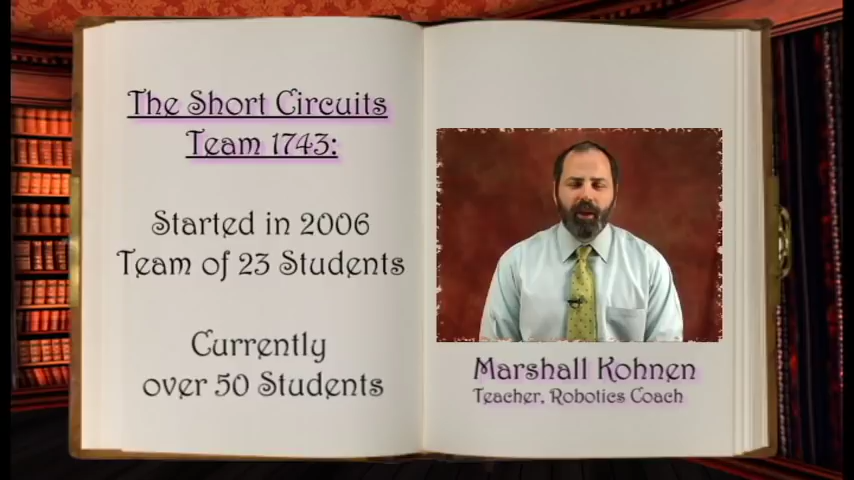 The Short Circuits
Team 1743:
Started in 2006
Team of 23 Students
Currently
over 50 Students
Marshall Kohnen
Teacher, Robotics Coach